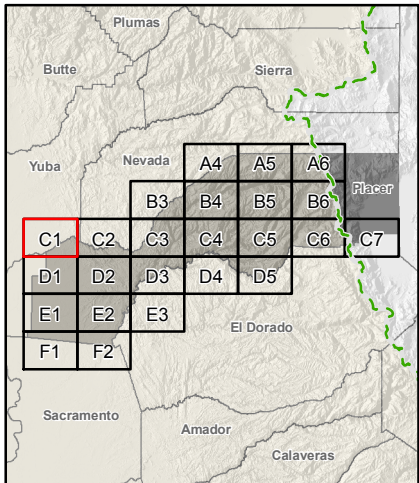 Plumas
Butte
Sierra
Yuba
Nevada
A4 A5 A6
Placer
B3 B4 B5 B6
C1 C2 C3 C4 C5 C6 C7
D1 D2 D3 D4 D5
E1 E2 E3
El Dorado
F1 F2
Sacramento
Amador
Calaveras